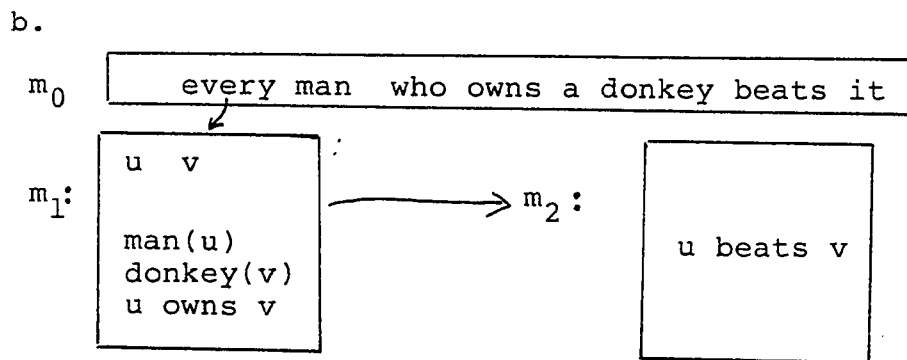 b.
m0 every man who owns a donkey beats it
u v
m1:
man(u)
donkey(v)
u owns v
m2:
u beats v